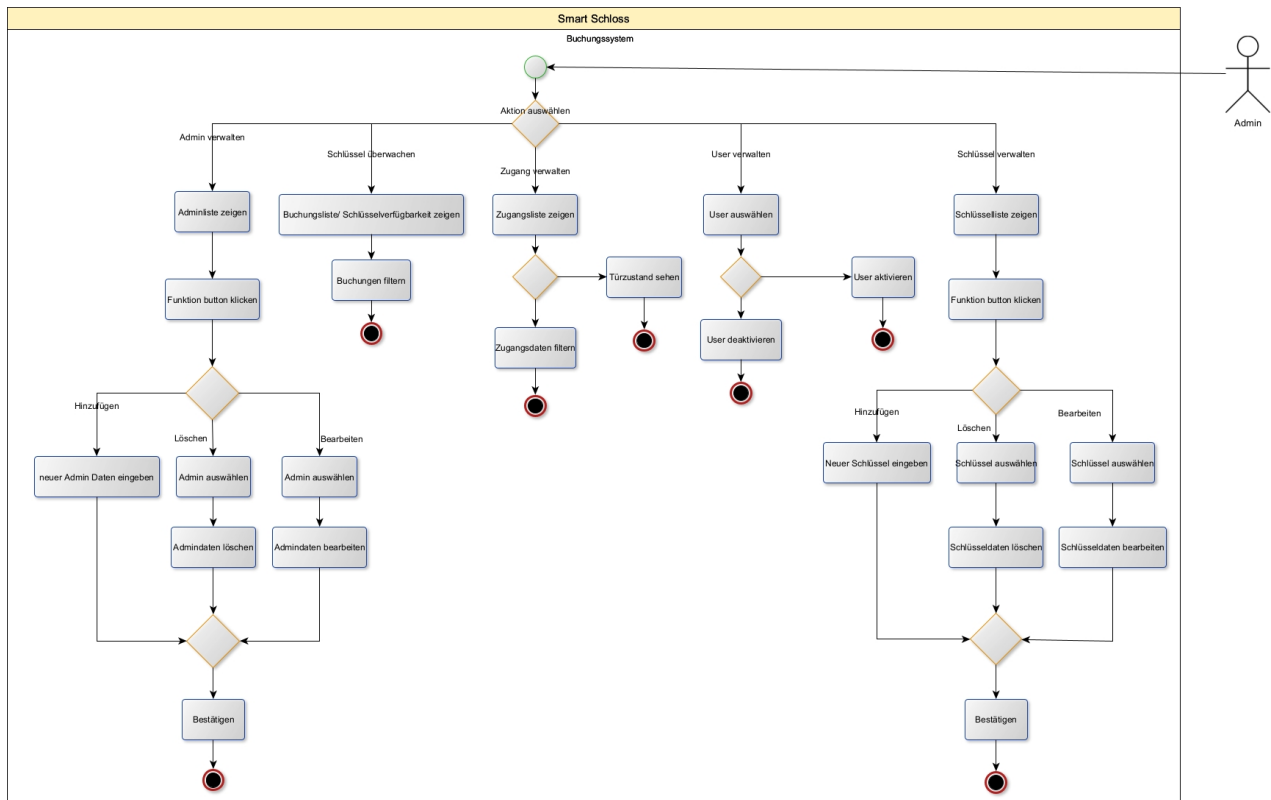 Smart Schloss
Buchungssystem
Admin
Aktion auswählen
Admin verwalten
Schlüssel überwachen
Zugang verwalten
User verwalten
Schlüssel verwalten
Adminliste zeigen
Buchungsliste/ Schlüsselverfügbarkeit zeigen
Zugangsliste zeigen
User auswählen
Schlüsselliste zeigen
Funktion button klicken
Buchungen filtern
Türzustand sehen
User aktivieren
Funktion button klicken
Zugangsdaten filtern
User deaktivieren
Hinzufügen
Löschen
Bearbeiten
Hinzufügen
Löschen
Bearbeiten
neuer Admin Daten eingeben
Admin auswählen
Admin auswählen
Neuer Schlüssel eingeben
Schlüssel auswählen
Schlüssel auswählen
Admindaten löschen
Admindaten bearbeiten
Schlüsseldaten löschen
Schlüsseldaten bearbeiten
Bestätigen
Bestätigen